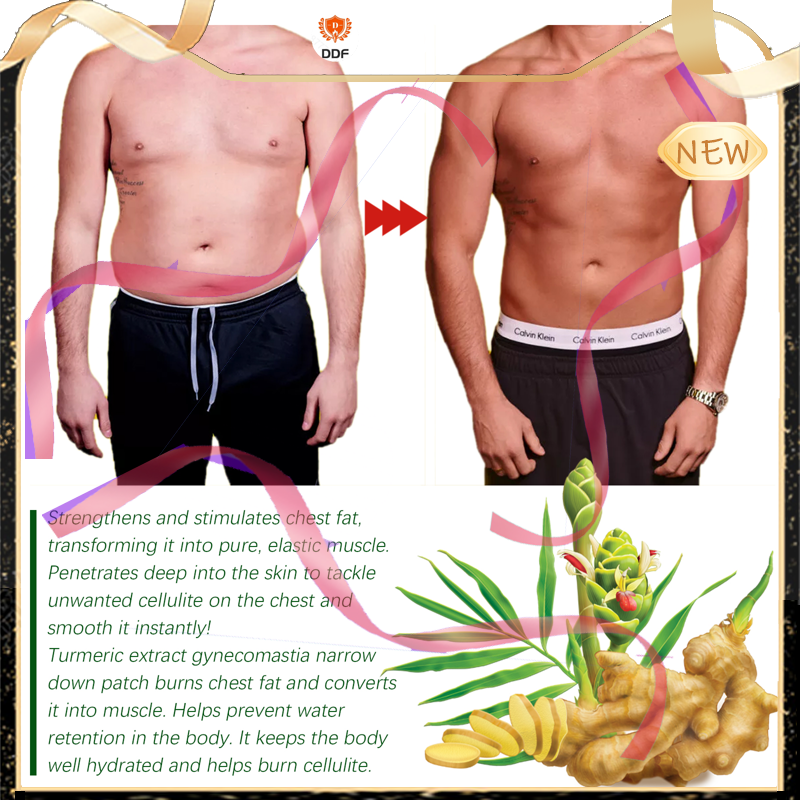 DDF
NEW
Calvin Klein Calvin Klein Calvin Klein
Strengthens and stimulates chest fat,
transforming it into pure, elastic muscle.
Penetrates deep into the skin to tackle
unwanted cellulite on the chest and
smooth it instantly!
Turmeric extract gynecomastia narrow
down patch burns chest fat and converts
it into muscle. Helps prevent water
retention in the body. It keeps the body
well hydrated and helps burn cellulite.